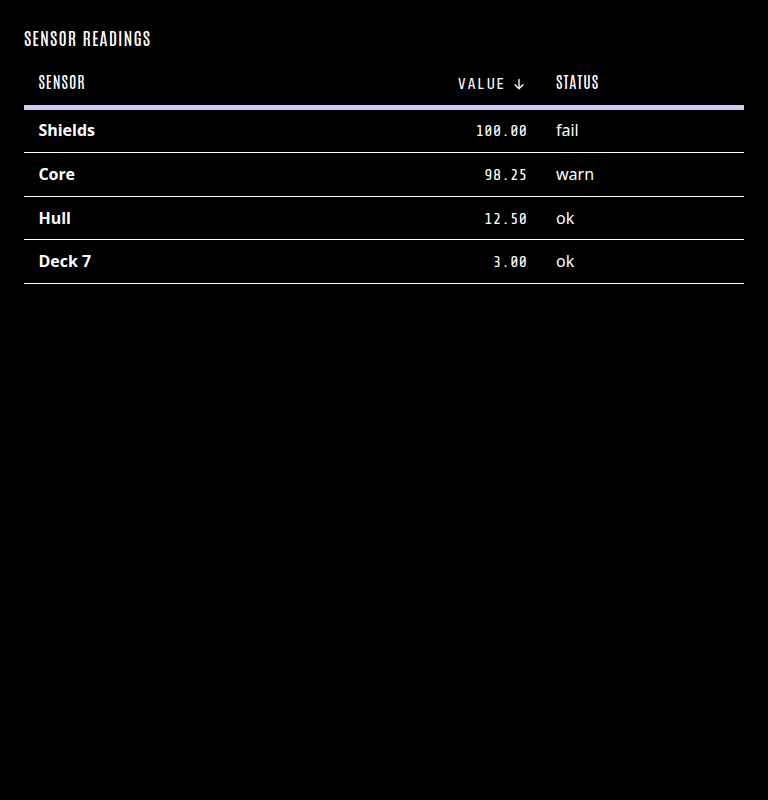 SENSOR READINGS
SENSOR VALUE ↓ STATUS
Shields 100.00 fail
Core 98.25 warn
Hull 12.50 ok
Deck 7 3.00 ok